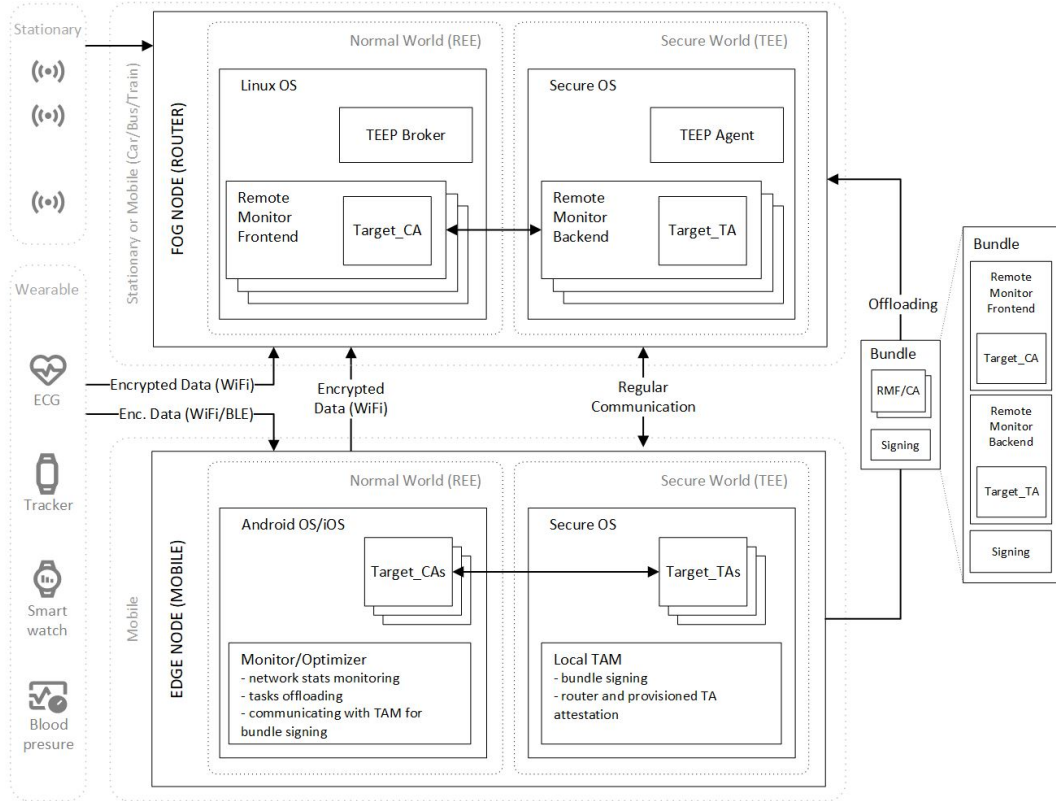 Stationary
Wearable
ECG
Tracker
Smart
watch
Blood
presure
Stationary or Mobile (Car/Bus/Train)
FOG NODE (ROUTER)
Normal World (REE)
Linux OS
TEEP Broker
Remote
Monitor
Frontend
Target_CA
Secure World (TEE)
Secure OS
TEEP Agent
Remote
Monitor
Backend
Target_TA
Encrypted Data (WiFi)
Enc. Data (WiFi/BLE)
Encrypted
Data (WiFi)
Regular
Communication
Offloading
Bundle
RMF/CA
Signing
Bundle
Remote
Monitor
Frontend
Target_CA
Remote
Monitor
Backend
Target_TA
Signing
Mobile
EDGE NODE (MOBILE)
Normal World (REE)
Android OS/iOS
Target_CAs
Monitor/Optimizer
- network stats monitoring
- tasks offloading
- communicating with TAM for
bundle signing
Secure World (TEE)
Secure OS
Target_TAs
Local TAM
- bundle signing
- router and provisioned TA
attestation